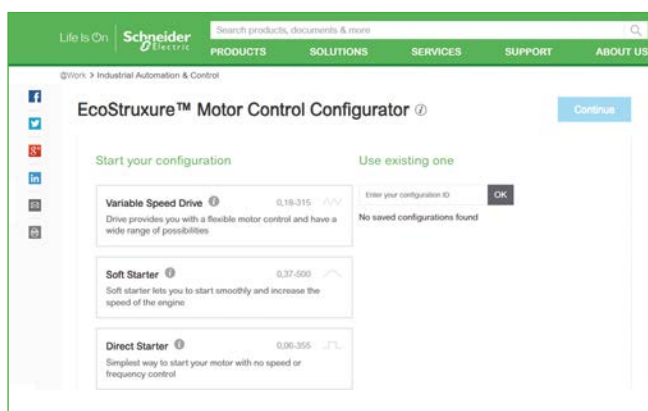 Life Is On
Schneider
Electric
Search products, documents & more
PRODUCTS SOLUTIONS SERVICES SUPPORT ABOUT US
@Work > Industrial Automation & Control
EcoStruxure™ Motor Control Configurator
Continue
Start your configuration
Use existing one
Variable Speed Drive 0,18-315
Drive provides you with a flexible motor control and have a
wide range of possibilities
Enter your configuration ID
OK
No saved configurations found
Soft Starter 0,37-500
Soft starter lets you to start smoothly and increase the
speed of the engine
Direct Starter 0,06-355
Simplest way to start your motor with no speed or
frequency control